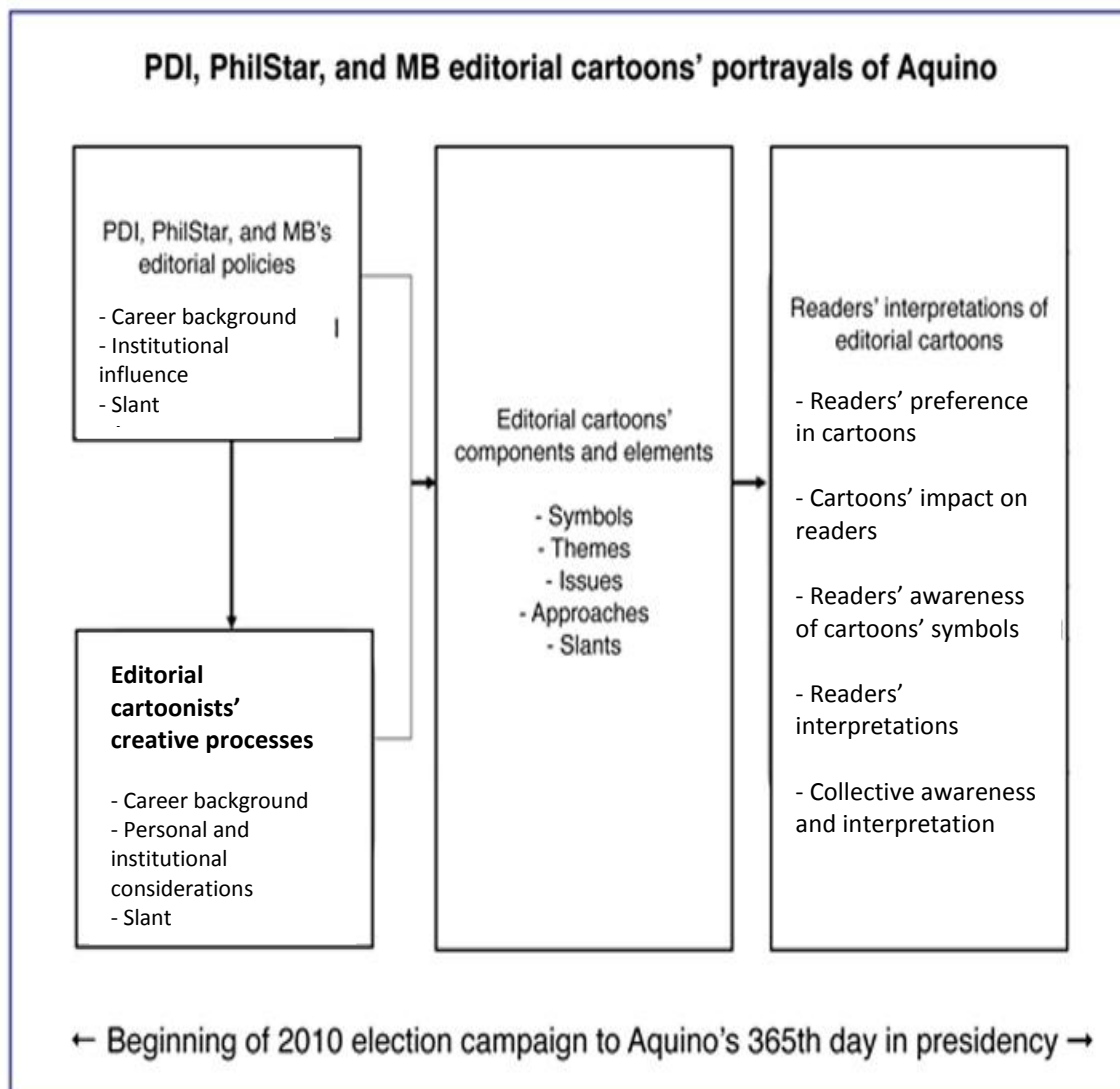 PDI, PhilStar, and MB editorial cartoons’ portrayals of Aquino
PDI, PhilStar, and MB’s
editorial policies
- Career background
- Institutional
influence
- Slant
Editorial
cartoonists’
creative processes
- Career background
- Personal and
institutional
considerations
- Slant
Editorial cartoons’
components and elements
- Symbols
- Themes
- Issues
- Approaches
- Slants
Readers’ interpretations of
editorial cartoons
- Readers’ preference
in cartoons
- Cartoons’ impact on
readers
- Readers’ awareness
of cartoons’ symbols
- Readers’
interpretations
- Collective awareness
and interpretation
← Beginning of 2010 election campaign to Aquino’s 365th day in presidency →